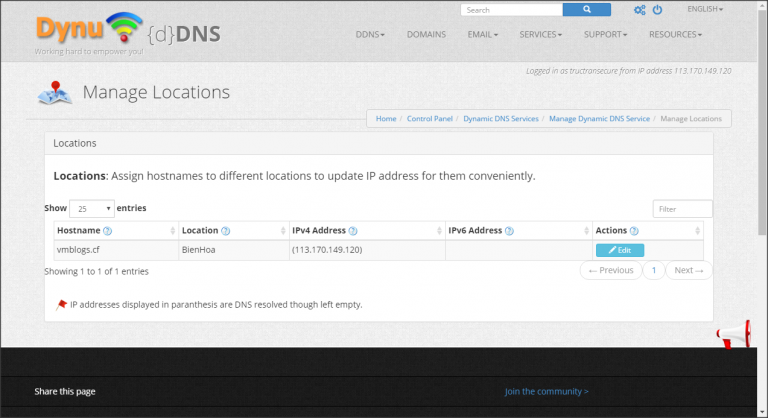 Search
ENGLISH
Dynu {d}DNS
Working hard to empower you!
DDNS DOMAINS EMAIL SERVICES SUPPORT RESOURCES
Logged in as tructransecure from IP address 113.170.149.120
Manage Locations
Home / Control Panel / Dynamic DNS Services / Manage Dynamic DNS Service / Manage Locations
Locations
Locations: Assign hostnames to different locations to update IP address for them conveniently.
Show 25 entries
Filter
Hostname ? Location ? IPv4 Address ? IPv6 Address ? Actions ?
vmblogs.cf BienHoa (113.170.149.120) Edit
Showing 1 to 1 of 1 entries
← Previous 1 Next →
IP addresses displayed in paranthesis are DNS resolved though left empty.
Share this page
Join the community >